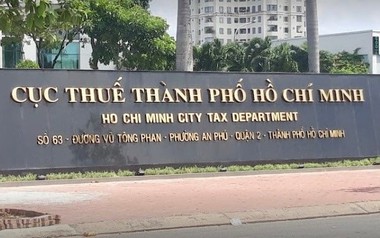 CỤC THUẾ THÀNH PHỐ HỒ CHÍ MINH
HO CHI MINH CITY TAX DEPARTMENT
SỐ 63 - ĐƯỜNG VŨ TÔNG PHAN - PHƯỜNG AN PHÚ - QUẬN 2 - THÀNH PHỐ HỒ CHÍ MINH